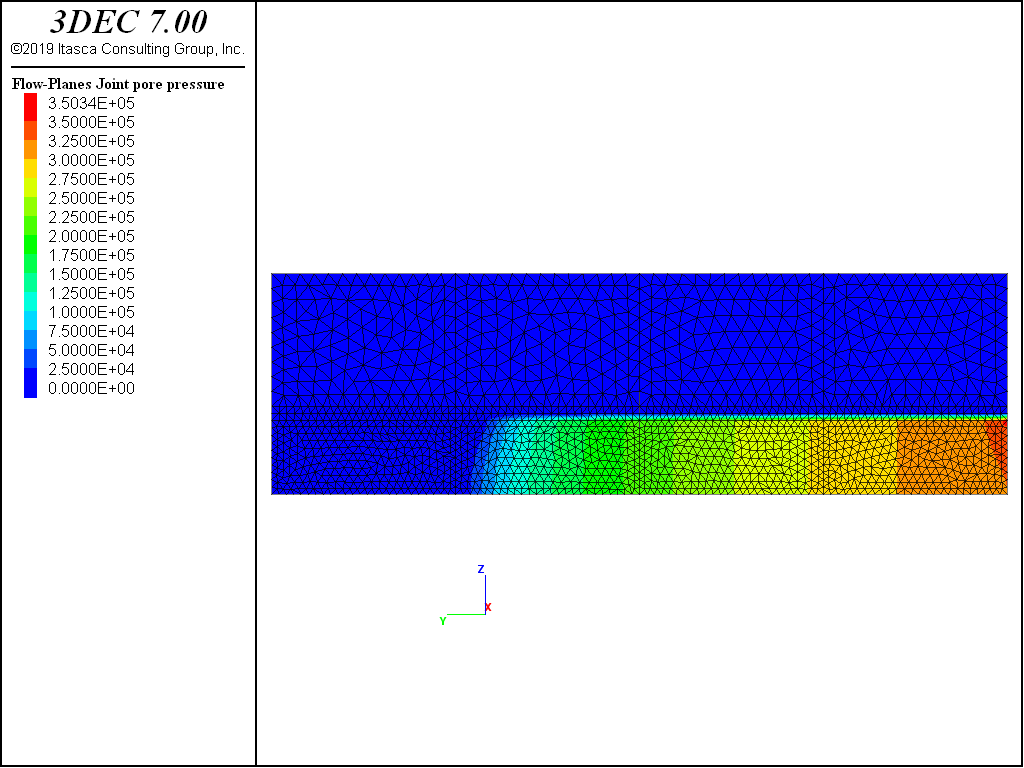 3DEC 7.00
©2019 Itasca Consulting Group, Inc.
Flow-Planes Joint pore pressure
3.5034E+05
3.5000E+05
3.2500E+05
3.0000E+05
2.7500E+05
2.5000E+05
2.2500E+05
2.0000E+05
1.7500E+05
1.5000E+05
1.2500E+05
1.0000E+05
7.5000E+04
5.0000E+04
2.5000E+04
0.0000E+00
Z
X
Y